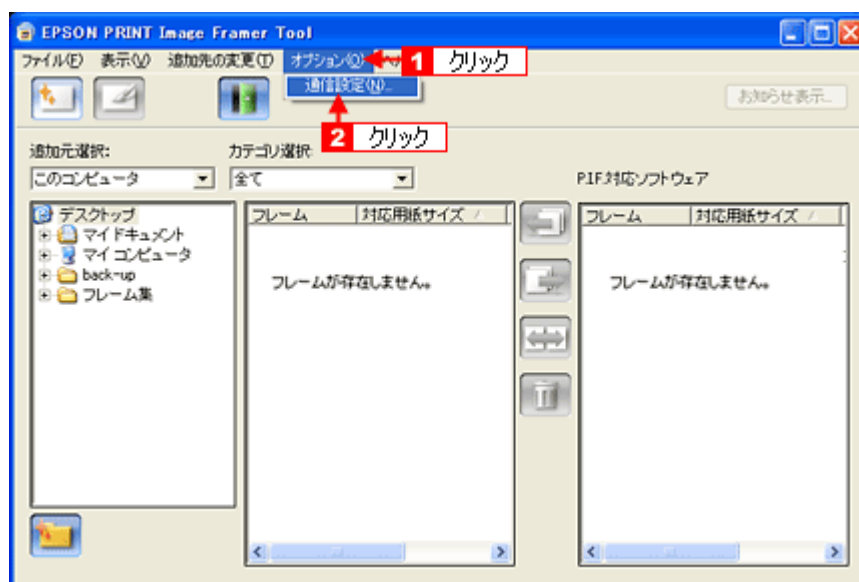 EPSON PRINT Image Framer Tool
ファイル(F) 表示(V) 追加先の変更(T) オプション(O) 1 クリック
通信設定(N)...
お知らせ表示...
2 クリック
追加元選択: カテゴリ選択:
このコンピュータ 全て P.I.F.対応ソフトウェア
デスクトップ フレーム 対応用紙サイズ フレーム 対応用紙サイズ
マイドキュメント
マイ コンピュータ
back-up フレームが存在しません。 フレームが存在しません。
フレーム集